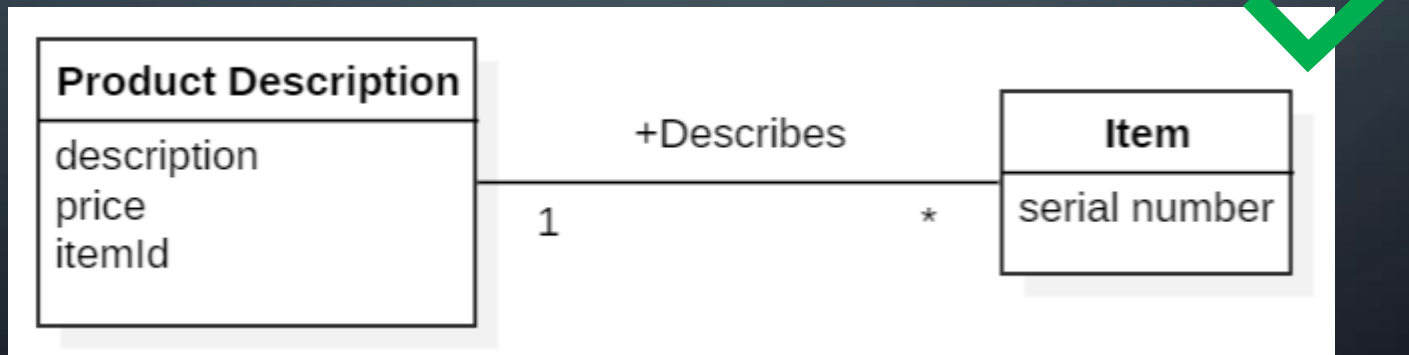 Product Description
description
price
itemId
+Describes
1
*
Item
serial number